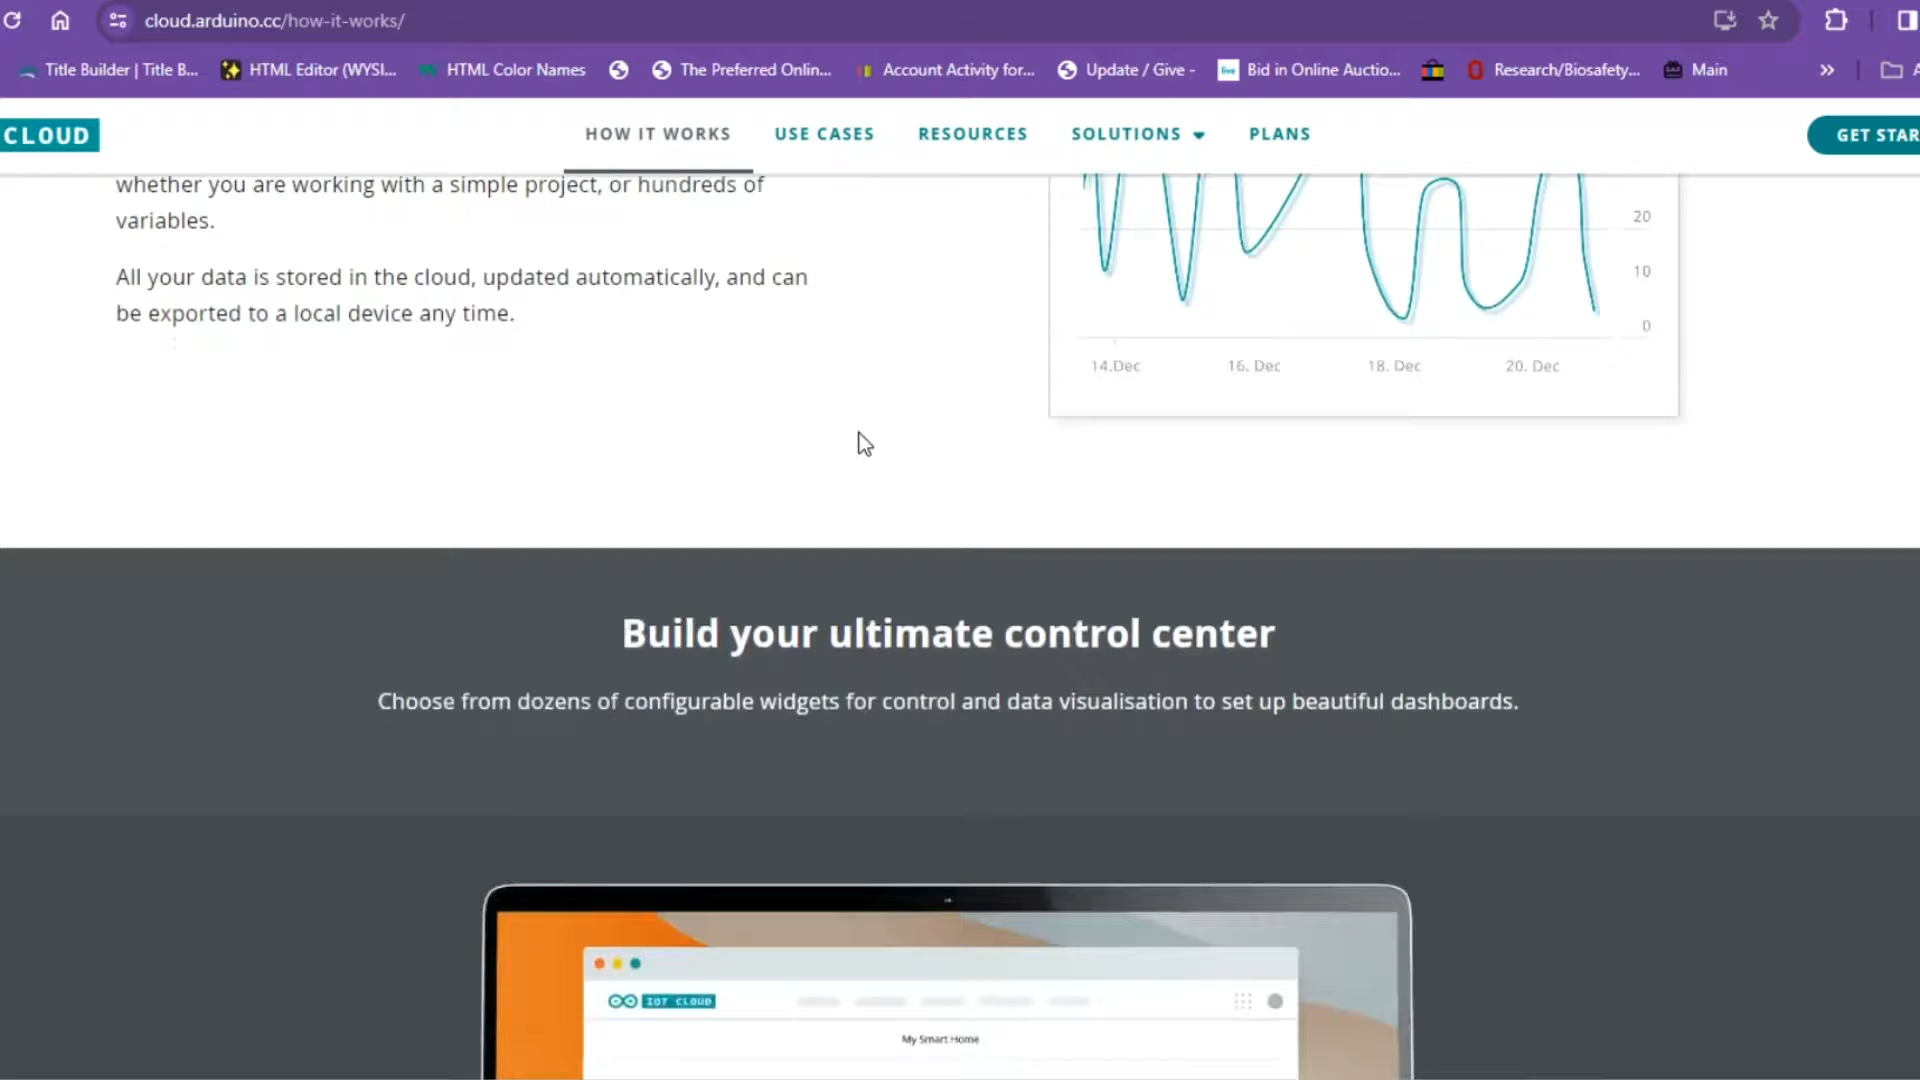 cloud.arduino.cc/how-it-works/
Title Builder | Title B... HTML Editor (WYSI... HTML Color Names The Preferred Onlin... Account Activity for... Update / Give - live Bid in Online Auctio... Research/Biosafety... Main » A
CLOUD HOW IT WORKS USE CASES RESOURCES SOLUTIONS PLANS GET STAR
whether you are working with a simple project, or hundreds of
variables.
All your data is stored in the cloud, updated automatically, and can
be exported to a local device any time.
20
10
0
14.Dec 16. Dec 18. Dec 20. Dec
Build your ultimate control center
Choose from dozens of configurable widgets for control and data visualisation to set up beautiful dashboards.
IOT CLOUD
My Smart Home